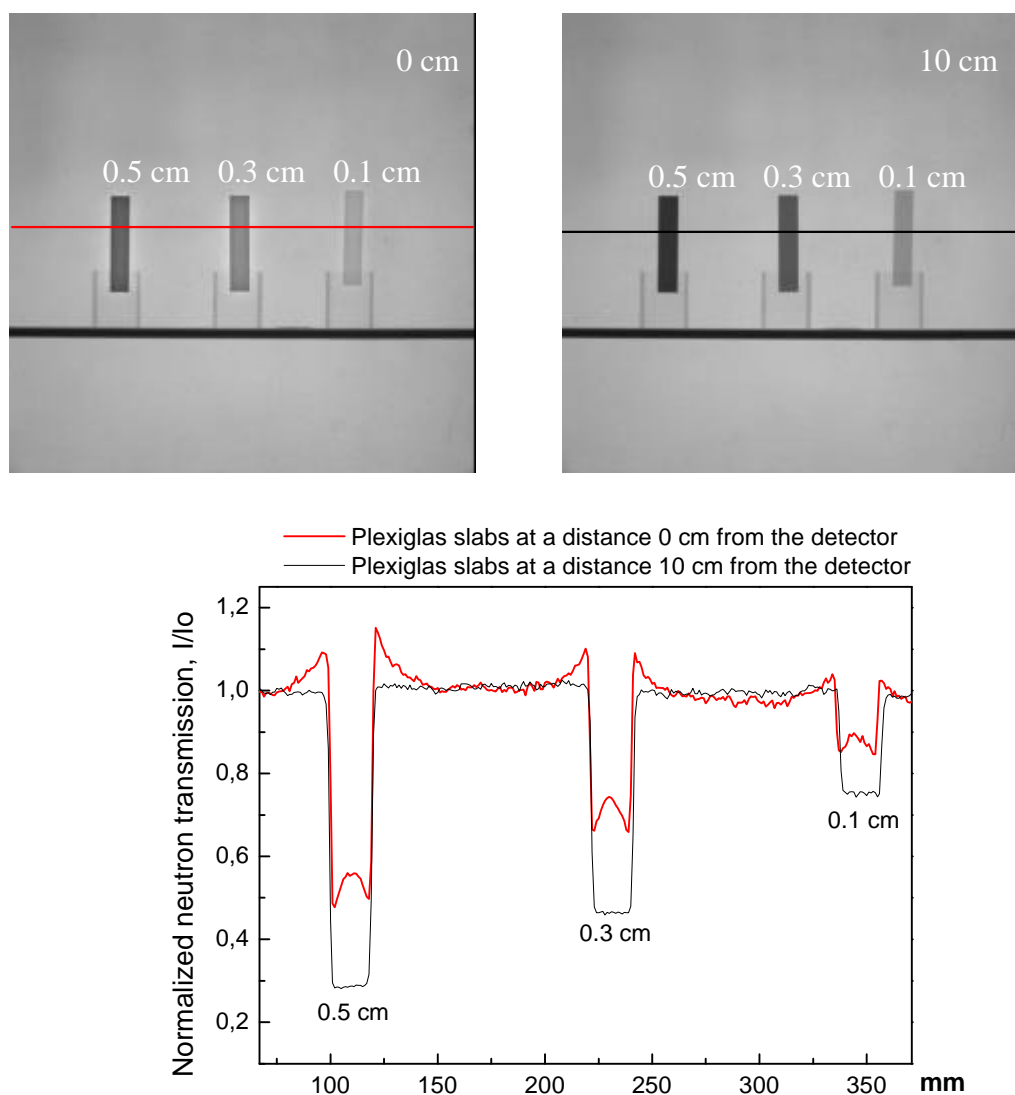 0 cm
10 cm
0.5 cm 0.3 cm 0.1 cm
0.5 cm 0.3 cm 0.1 cm
Plexiglas slabs at a distance 0 cm from the detector
Plexiglas slabs at a distance 10 cm from the detector
Normalized neutron transmission, I/Io
1,2
1,0
0,8
0,6
0,4
0,2
0.1 cm
0.3 cm
0.5 cm
100 150 200 250 300 350 mm